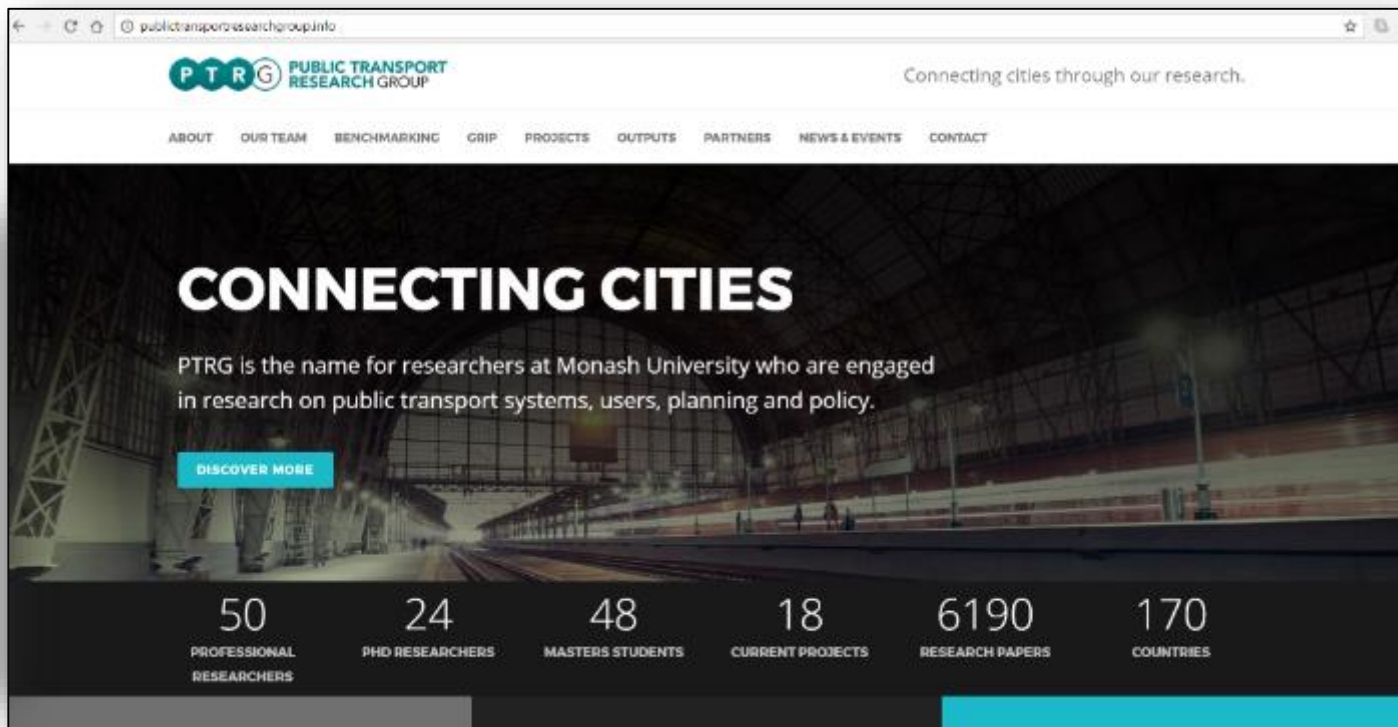 publictransportresearchgroup.info
P T R G PUBLIC TRANSPORT
RESEARCH GROUP
Connecting cities through our research.
ABOUT OUR TEAM BENCHMARKING GRIP PROJECTS OUTPUTS PARTNERS NEWS & EVENTS CONTACT
CONNECTING CITIES
PTRG is the name for researchers at Monash University who are engaged
in research on public transport systems, users, planning and policy.
DISCOVER MORE
50 24 48 18 6190 170
PROFESSIONAL PHD RESEARCHERS MASTERS STUDENTS CURRENT PROJECTS RESEARCH PAPERS COUNTRIES
RESEARCHERS